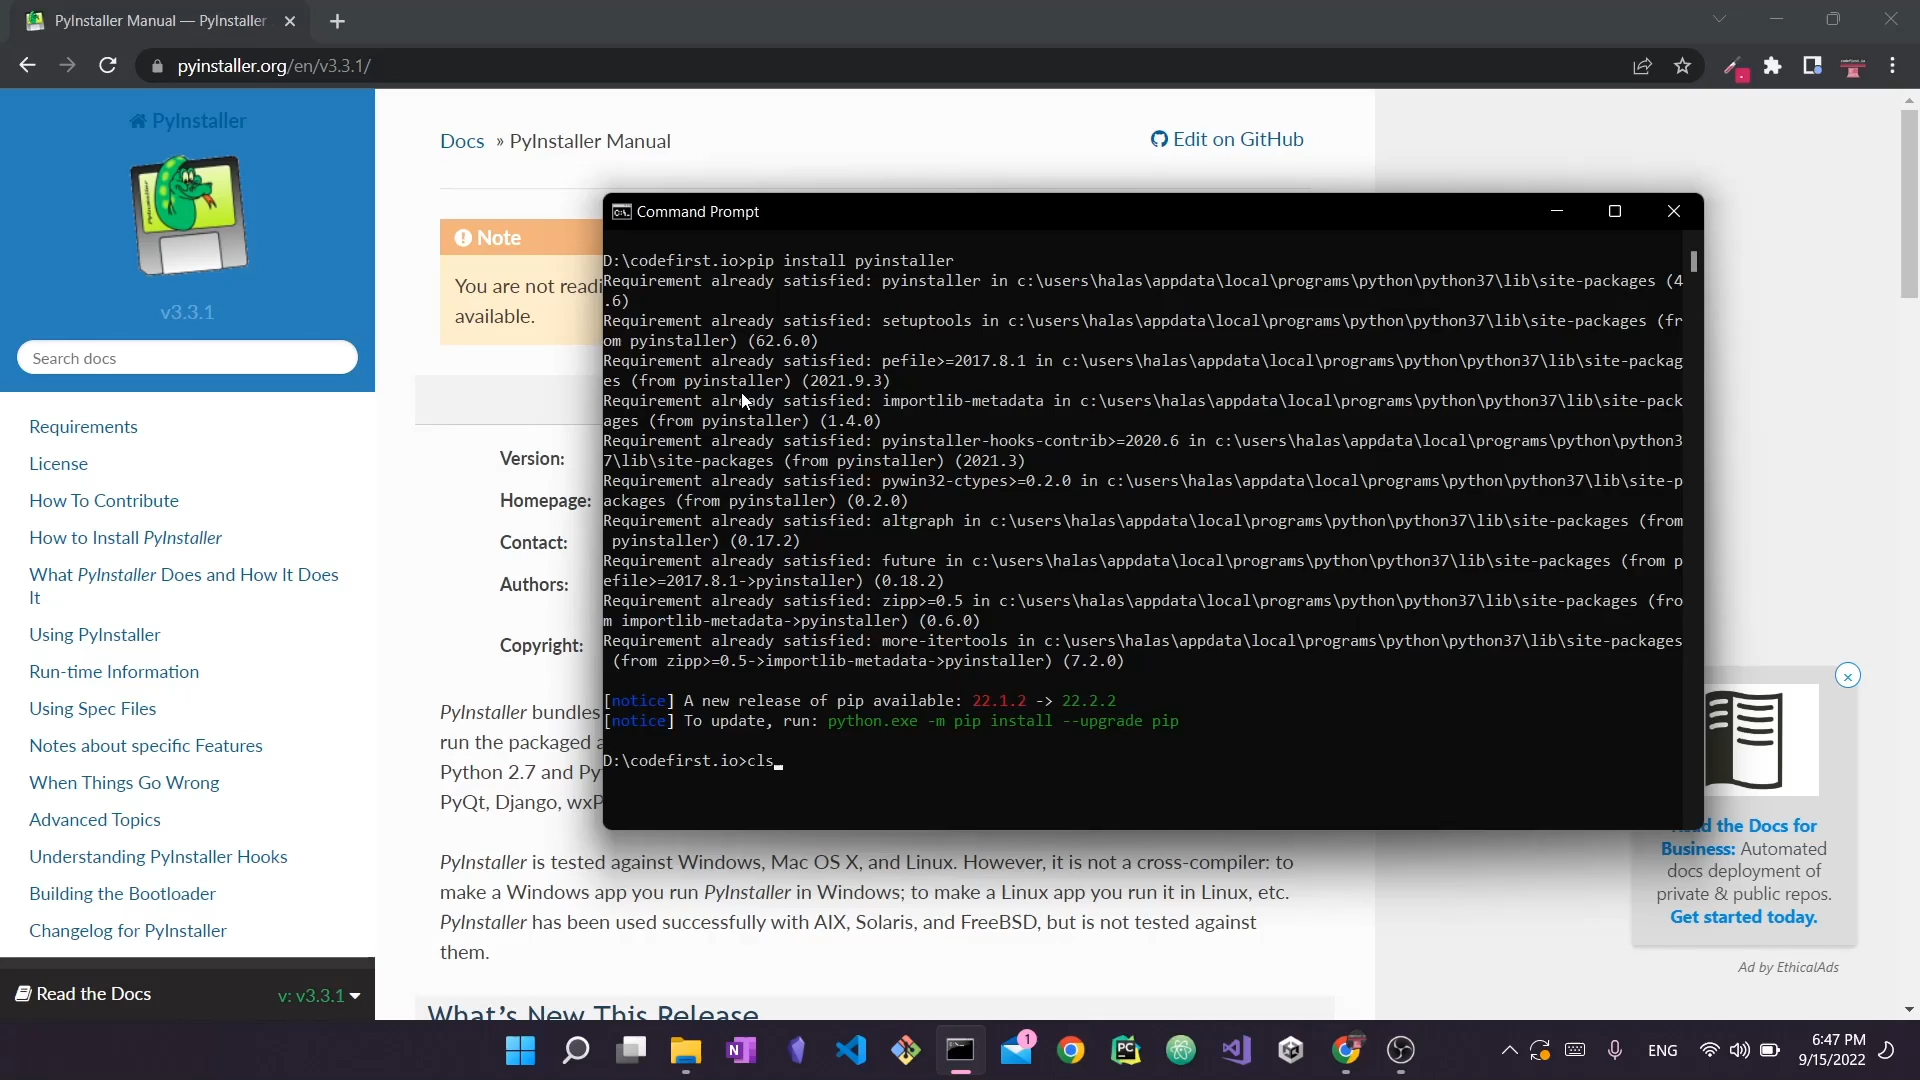 PyInstaller Manual — PyInstaller
pyinstaller.org/en/v3.3.1/
PyInstaller
v3.3.1
Search docs
Requirements
License
How To Contribute
How to Install PyInstaller
What PyInstaller Does and How It Does
It
Using PyInstaller
Run-time Information
Using Spec Files
Notes about specific Features
When Things Go Wrong
Advanced Topics
Understanding PyInstaller Hooks
Building the Bootloader
Changelog for PyInstaller
Read the Docs
v: v3.3.1
Docs » PyInstaller Manual
Edit on GitHub
Note
You are not readi
available.
Version:
Homepage:
Contact:
Authors:
Copyright:
PyInstaller bundles
run the packaged a
Python 2.7 and Py
PyQt, Django, wxP
PyInstaller is tested against Windows, Mac OS X, and Linux. However, it is not a cross-compiler: to
make a Windows app you run PyInstaller in Windows; to make a Linux app you run it in Linux, etc.
PyInstaller has been used successfully with AIX, Solaris, and FreeBSD, but is not tested against
them.
What's New This Release
Command Prompt
D:\codefirst.io>pip install pyinstaller
Requirement already satisfied: pyinstaller in c:\users\halas\appdata\local\programs\python\python37\lib\site-packages (4
.6)
Requirement already satisfied: setuptools in c:\users\halas\appdata\local\programs\python\python37\lib\site-packages (fr
om pyinstaller) (62.6.0)
Requirement already satisfied: pefile>=2017.8.1 in c:\users\halas\appdata\local\programs\python\python37\lib\site-packag
es (from pyinstaller) (2021.9.3)
Requirement already satisfied: importlib-metadata in c:\users\halas\appdata\local\programs\python\python37\lib\site-pack
ages (from pyinstaller) (1.4.0)
Requirement already satisfied: pyinstaller-hooks-contrib>=2020.6 in c:\users\halas\appdata\local\programs\python\python3
7\lib\site-packages (from pyinstaller) (2021.3)
Requirement already satisfied: pywin32-ctypes>=0.2.0 in c:\users\halas\appdata\local\programs\python\python37\lib\site-p
ackages (from pyinstaller) (0.2.0)
Requirement already satisfied: altgraph in c:\users\halas\appdata\local\programs\python\python37\lib\site-packages (from
pyinstaller) (0.17.2)
Requirement already satisfied: future in c:\users\halas\appdata\local\programs\python\python37\lib\site-packages (from p
efile>=2017.8.1->pyinstaller) (0.18.2)
Requirement already satisfied: zipp>=0.5 in c:\users\halas\appdata\local\programs\python\python37\lib\site-packages (fro
m importlib-metadata->pyinstaller) (0.6.0)
Requirement already satisfied: more-itertools in c:\users\halas\appdata\local\programs\python\python37\lib\site-packages
(from zipp>=0.5->importlib-metadata->pyinstaller) (7.2.0)
[notice] A new release of pip available: 22.1.2 -> 22.2.2
[notice] To update, run: python.exe -m pip install --upgrade pip
D:\codefirst.io>cls_
d the Docs for
Business: Automated
docs deployment of
private & public repos.
Get started today.
Ad by EthicalAds
1
ENG
6:47 PM
9/15/2022